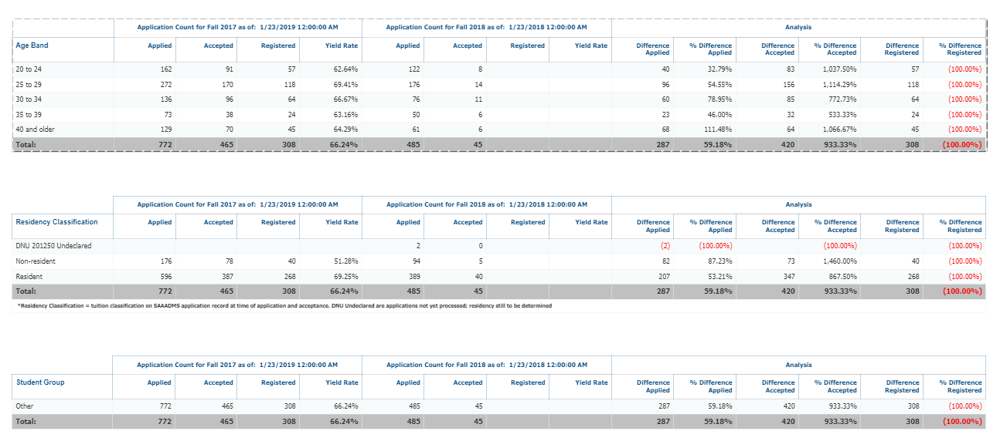 Application Count for Fall 2017 as of: 1/23/2019 12:00:00 AM Application Count for Fall 2018 as of: 1/23/2018 12:00:00 AM Analysis
Age Band Applied Accepted Registered Yield Rate Applied Accepted Registered Yield Rate Difference Applied % Difference Applied Difference Accepted % Difference Accepted Difference Registered % Difference Registered
20 to 24 162 91 57 62.64% 122 8 40 32.79% 83 1,037.50% 57 (100.00%)
25 to 29 272 170 118 69.41% 176 14 96 54.55% 156 1,114.29% 118 (100.00%)
30 to 34 136 96 64 66.67% 76 11 60 78.95% 85 772.73% 64 (100.00%)
35 to 39 73 38 24 63.16% 50 6 23 46.00% 32 533.33% 24 (100.00%)
40 and older 129 70 45 64.29% 61 6 68 111.48% 64 1,066.67% 45 (100.00%)
Total: 772 465 308 66.24% 485 45 287 59.18% 420 933.33% 308 (100.00%)
Application Count for Fall 2017 as of: 1/23/2019 12:00:00 AM Application Count for Fall 2018 as of: 1/23/2018 12:00:00 AM Analysis
Residency Classification Applied Accepted Registered Yield Rate Applied Accepted Registered Yield Rate Difference Applied % Difference Applied Difference Accepted % Difference Accepted Difference Registered % Difference Registered
DNU 201250 Undeclared 2 0 (2) (100.00%) (100.00%) (100.00%)
Non-resident 176 78 40 51.28% 94 5 82 87.23% 73 1,460.00% 40 (100.00%)
Resident 596 387 268 69.25% 389 40 207 53.21% 347 867.50% 268 (100.00%)
Total: 772 465 308 66.24% 485 45 287 59.18% 420 933.33% 308 (100.00%)
*Residency Classification = tuition classification on SAAADMS application record at time of application and acceptance. DNU Undeclared are applications not yet processed; residency still to be determined
Application Count for Fall 2017 as of: 1/23/2019 12:00:00 AM Application Count for Fall 2018 as of: 1/23/2018 12:00:00 AM Analysis
Student Group Applied Accepted Registered Yield Rate Applied Accepted Registered Yield Rate Difference Applied % Difference Applied Difference Accepted % Difference Accepted Difference Registered % Difference Registered
Other 772 465 308 66.24% 485 45 287 59.18% 420 933.33% 308 (100.00%)
Total: 772 465 308 66.24% 485 45 287 59.18% 420 933.33% 308 (100.00%)